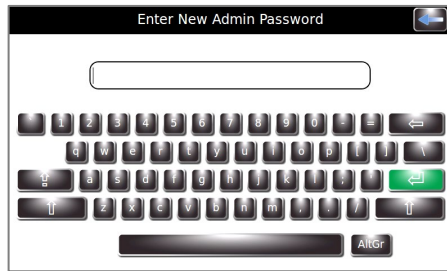 Enter New Admin Password
1 2 3 4 5 6 7 8 9 0 - =
q w e r t y u i o p [ ] \
a s d f g h j k l ; '
z x c v b n m , . /
AltGr